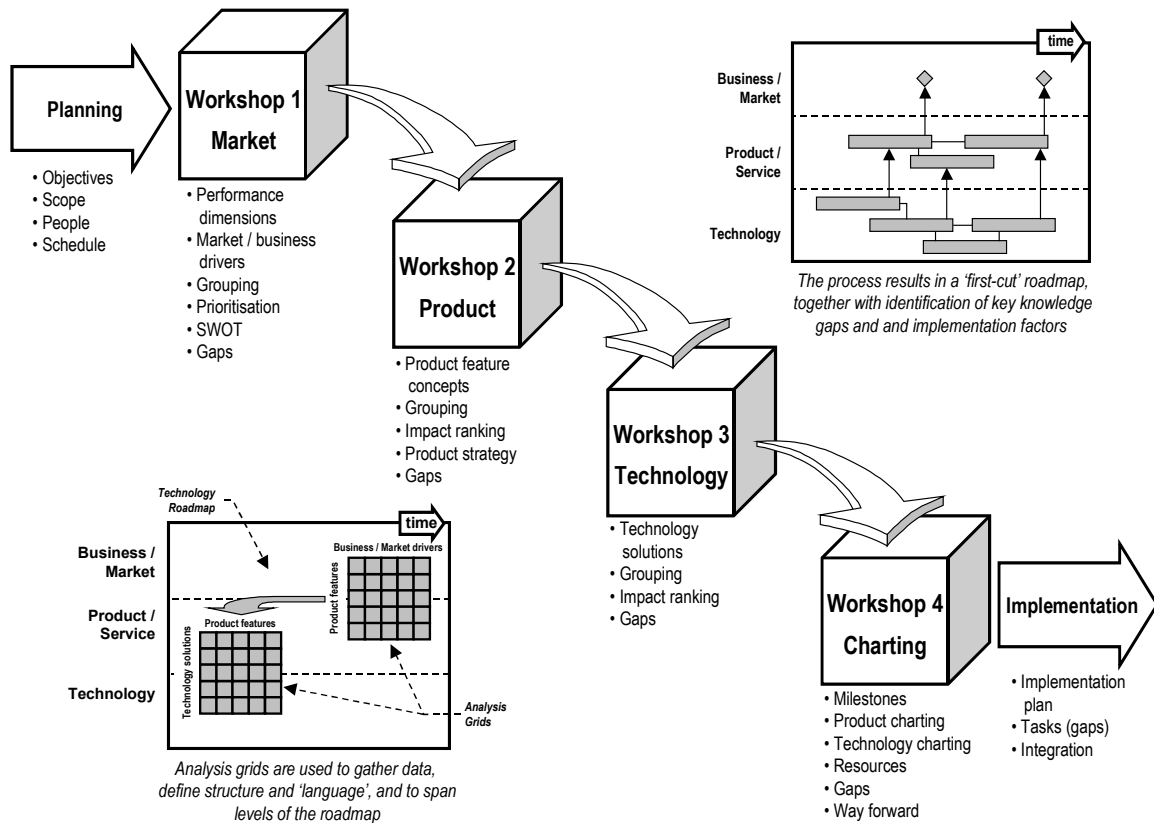 Planning
• Objectives
• Scope
• People
• Schedule
Workshop 1
Market
• Performance
dimensions
• Market / business
drivers
• Grouping
• Prioritisation
• SWOT
• Gaps
Workshop 2
Product
• Product feature
concepts
• Grouping
• Impact ranking
• Product strategy
• Gaps
Workshop 3
Technology
• Technology
solutions
• Grouping
• Impact ranking
• Gaps
Workshop 4
Charting
• Milestones
• Product charting
• Technology charting
• Resources
• Gaps
• Way forward
Implementation
• Implementation
plan
• Tasks (gaps)
• Integration
time
Business /
Market
Product /
Service
Technology
The process results in a ‘first-cut’ roadmap,
together with identification of key knowledge
gaps and and implementation factors
Technology
Roadmap
time
Business /
Market
Product /
Service
Technology
Business / Market drivers
Product features
Product features
Technology solutions
Analysis
Grids
Analysis grids are used to gather data,
define structure and ‘language’, and to span
levels of the roadmap